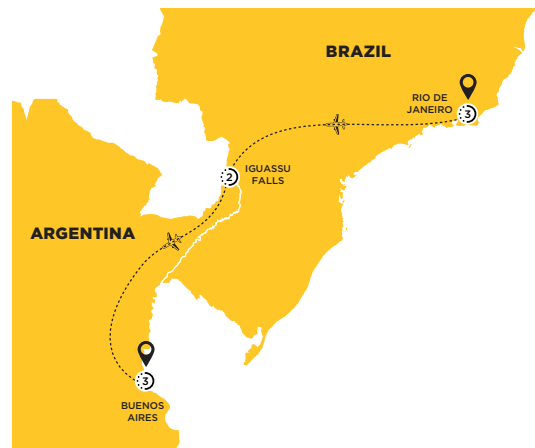 BRAZIL
RIO DE
JANEIRO
3
2
IGUASSU
FALLS
ARGENTINA
3
BUENOS
AIRES